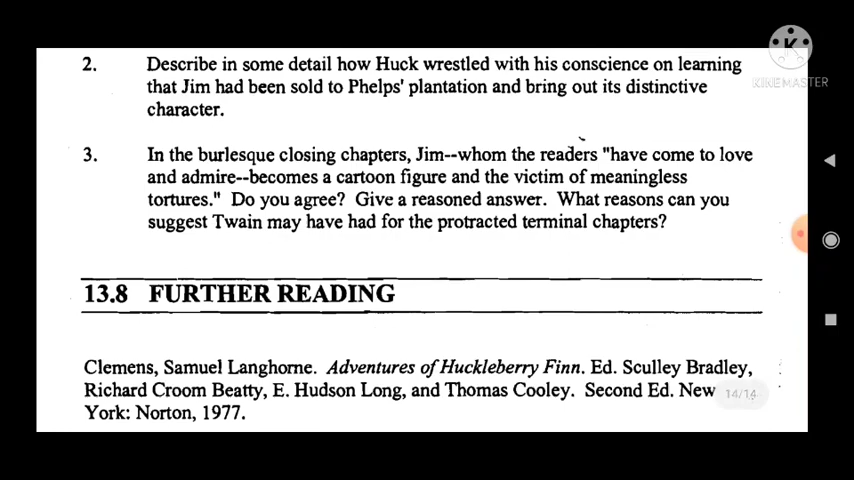 K
KINEMASTER
2. Describe in some detail how Huck wrestled with his conscience on learning
that Jim had been sold to Phelps' plantation and bring out its distinctive
character.
3. In the burlesque closing chapters, Jim--whom the readers "have come to love
and admire--becomes a cartoon figure and the victim of meaningless
tortures." Do you agree? Give a reasoned answer. What reasons can you
suggest Twain may have had for the protracted terminal chapters?
13.8 FURTHER READING
Clemens, Samuel Langhorne. Adventures of Huckleberry Finn. Ed. Sculley Bradley,
Richard Croom Beatty, E. Hudson Long, and Thomas Cooley. Second Ed. New
York: Norton, 1977.
14/14